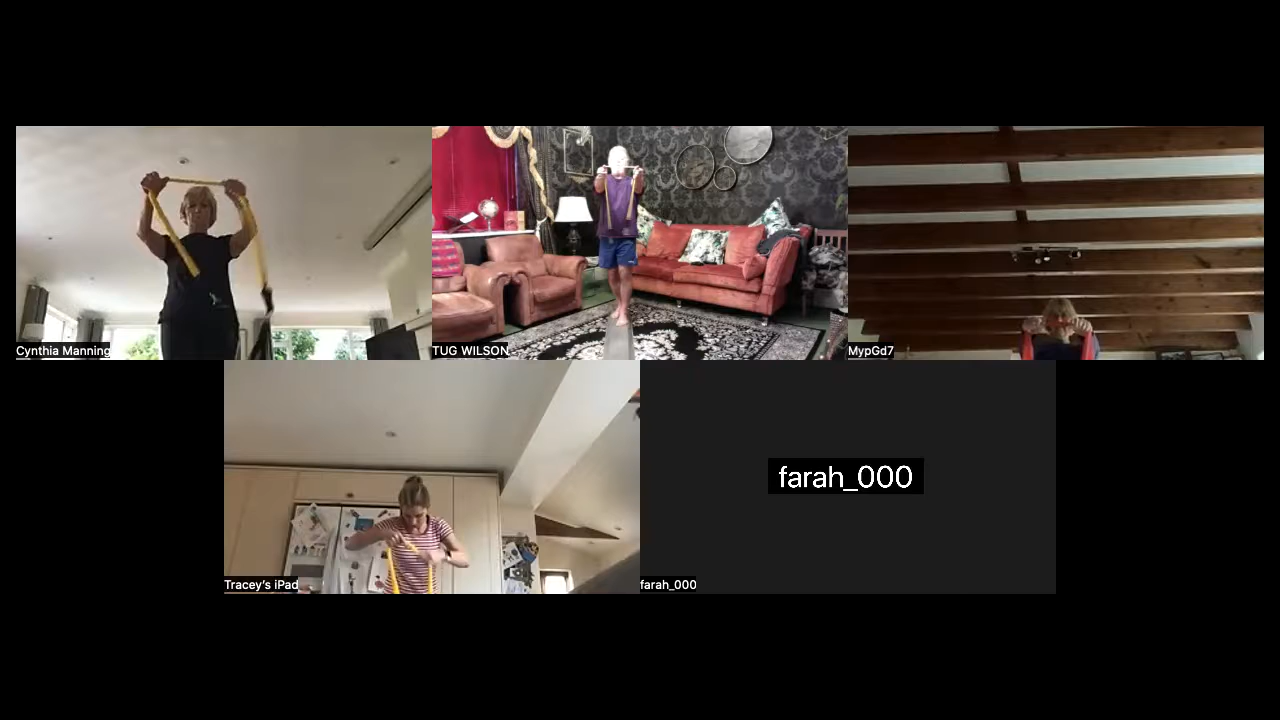 Cynthia Manning
TUG WILSON
MypGd7
Tracey's iPad
farah_000
farah_000